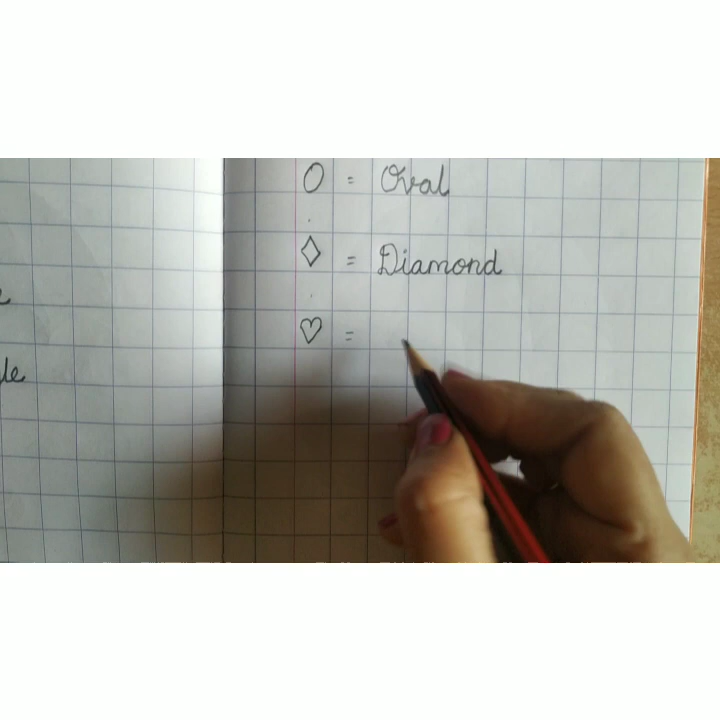 = Oval
= Diamond
=